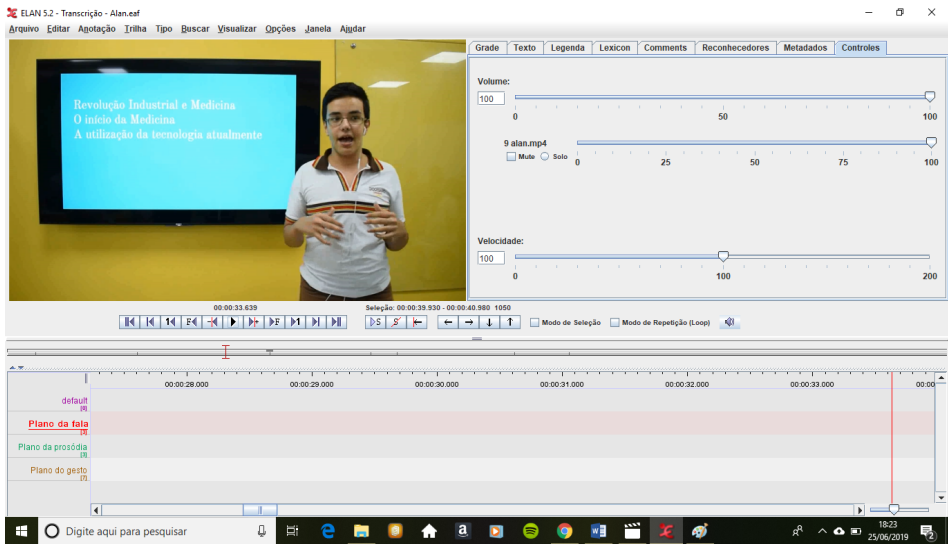 ELAN 5.2 - Transcrição - Alan.eaf
Arquivo Editar Anotação Trilha Tipo Buscar Visualizar Opções Janela Ajudar
Revolução Industrial e Medicina
O início da Medicina
A utilização da tecnologia atualmente
Grade Texto Legenda Lexicon Comments Reconhecedores Metadados Controles
Volume:
100
0 50 100
9 alan.mp4
Mute Solo
0 25 50 75 100
Velocidade:
100
0 100 200
00:00:33.639
Seleção: 00:00:39.930 - 00:00:40.980 1050
Modo de Seleção Modo de Repetição (Loop)
00:00:28.000 00:00:29.000 00:00:30.000 00:00:31.000 00:00:32.000 00:00:33.000 00:00
default
[0]
Plano da fala
[3]
Plano da prosódia
[3]
Plano do gesto
[7]
Digite aqui para pesquisar
18:23
25/06/2019